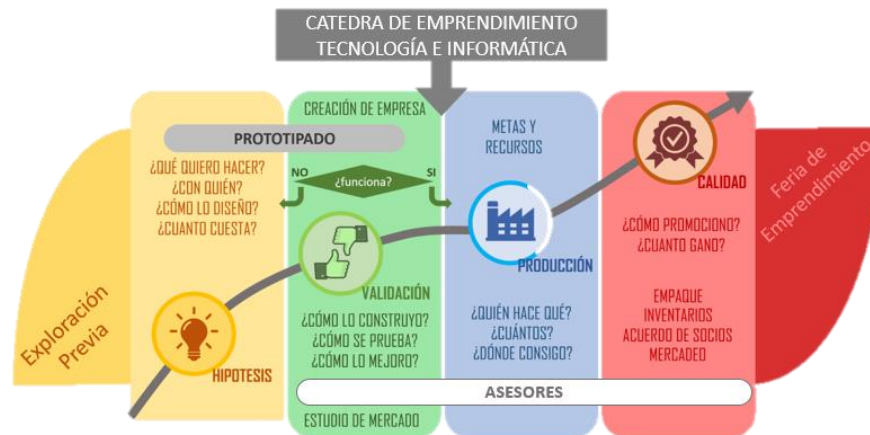 CATEDRA DE EMPRENDIMIENTO
TECNOLOGÍA E INFORMÁTICA
Exploración
Previa
PROTOTIPADO
¿QUÉ QUIERO HACER?
¿CON QUIÉN?
¿CÓMO LO DISEÑO?
¿CUANTO CUESTA?
HIPOTESIS
CREACIÓN DE EMPRESA
NO
¿funciona?
SI
VALIDACIÓN
¿CÓMO LO CONSTRUYO?
¿CÓMO SE PRUEBA?
¿CÓMO LO MEJORO?
ESTUDIO DE MERCADO
METAS Y
RECURSOS
PRODUCCIÓN
¿QUIÉN HACE QUÉ?
¿CUÁNTOS?
¿DÓNDE CONSIGO?
ASESORES
CALIDAD
¿CÓMO PROMOCIONO?
¿CUANTO GANO?
EMPAQUE
INVENTARIOS
ACUERDO DE SOCIOS
MERCADEO
Feria de
Emprendimiento